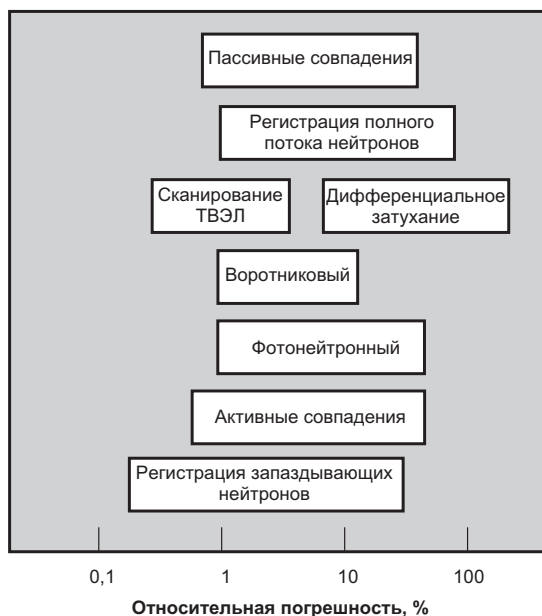 Пассивные совпадения
Регистрация полного
потока нейтронов
Сканирование
ТВЭЛ
Дифференциальное
затухание
Воротниковый
Фотонейтронный
Активные совпадения
Регистрация запаздывающих
нейтронов
0,1 1 10 100
Относительная погрешность, %